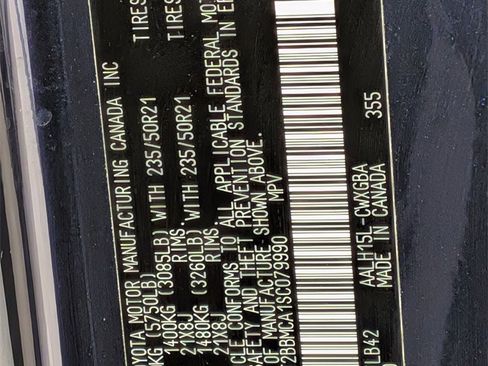 YOTA MOTOR MANUFACTURING CANADA INC
KG (5750LB)
1400KG (3085LB) WITH 235/50R21 TIRES
21X8J RIMS
1480KG (3260LB) WITH 235/50R21 TIRES
21X8J RIMS
CLE CONFORMS TO ALL APPLICABLE FEDERAL MO
SAFETY AND THEFT PREVENTION STANDARDS IN E
OF MANUFACTURE SHOWN ABOVE.
2BBMCA1SC079990 MPV
AALH15L-CWXGBA
LB42 MADE IN CANADA 355